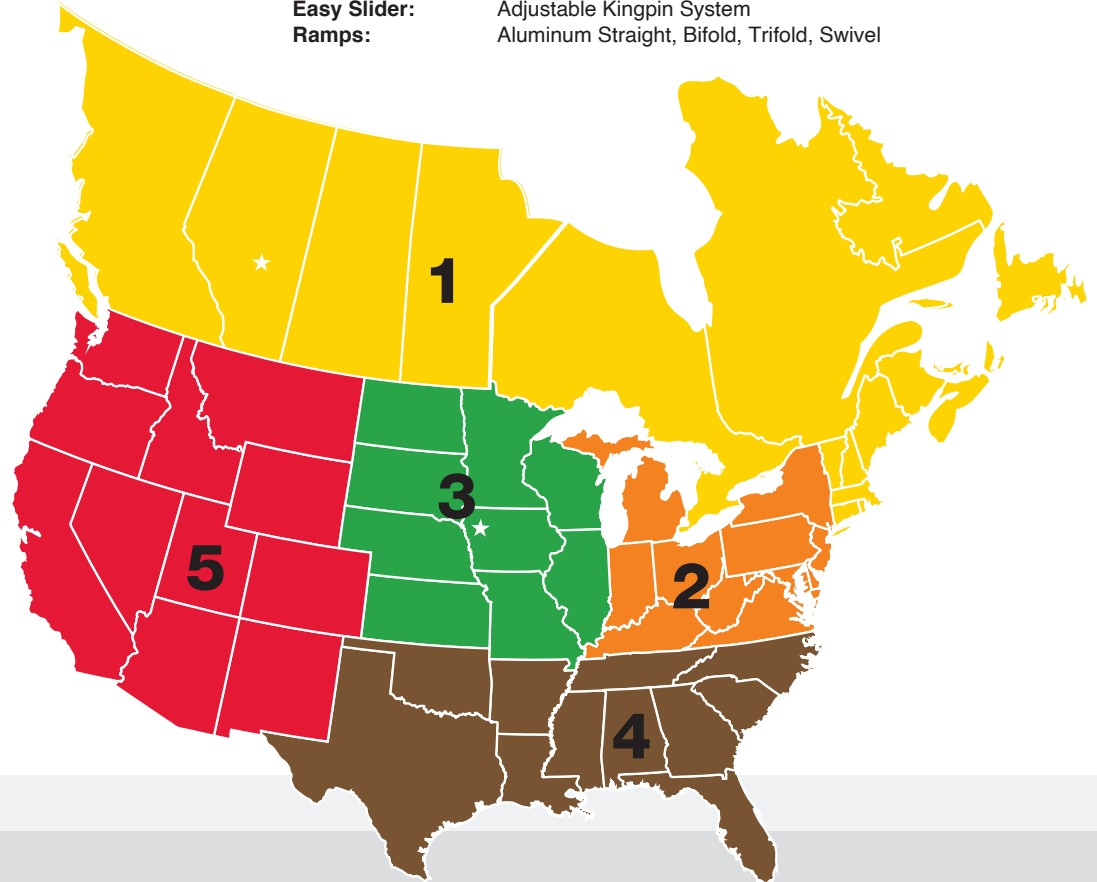 Easy Slider: Adjustable Kingpin System
Ramps: Aluminum Straight, Bifold, Trifold, Swivel
1
3
5
2
4